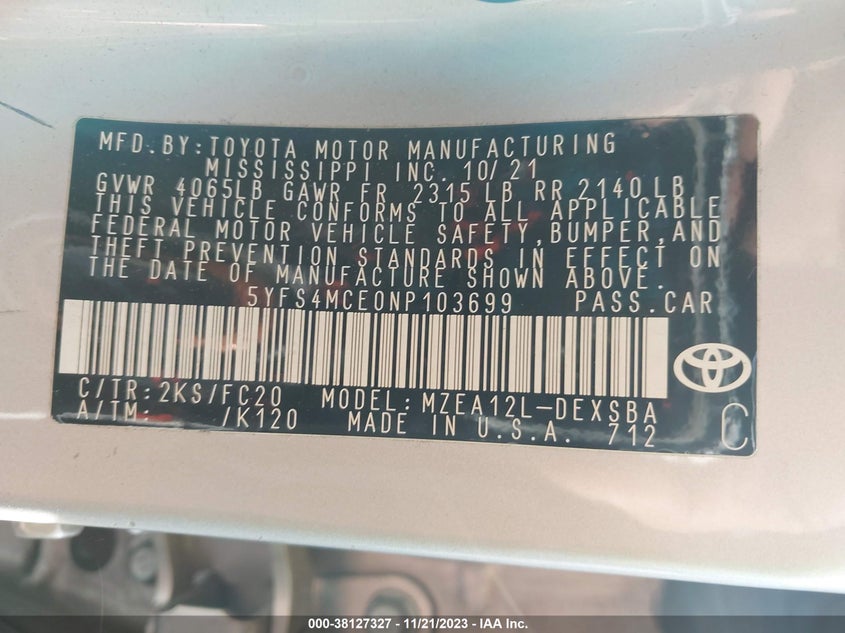 MFD.BY:TOYOTA MOTOR MANUFACTURING
MISSISSIPPI INC. 10/21
GVWR 4065LB GAWR FR 2315 LB RR 2140 LB
THIS VEHICLE CONFORMS TO ALL APPLICABLE
FEDERAL MOTOR VEHICLE SAFETY,BUMPER,AND
THEFT PREVENTION STANDARDS IN EFFECT ON
THE DATE OF MANUFACTURE SHOWN ABOVE.
5YFS4MCE0NP103699 PASS.CAR
C/TR:2KS/FC20 MODEL:MZEA12L-DEXSBA
A/TM: /K120 MADE IN U.S.A. 712 C
000-38127327 - 11/21/2023 - IAA Inc.